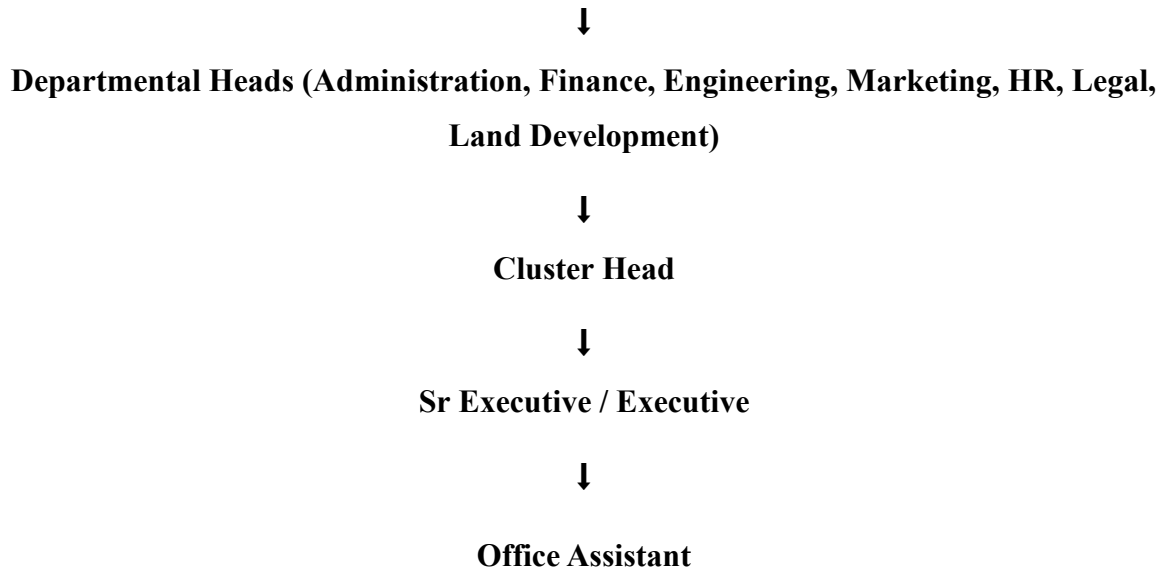 ↓
Departmental Heads (Administration, Finance, Engineering, Marketing, HR, Legal,
Land Development)
↓
Cluster Head
↓
Sr Executive / Executive
↓
Office Assistant